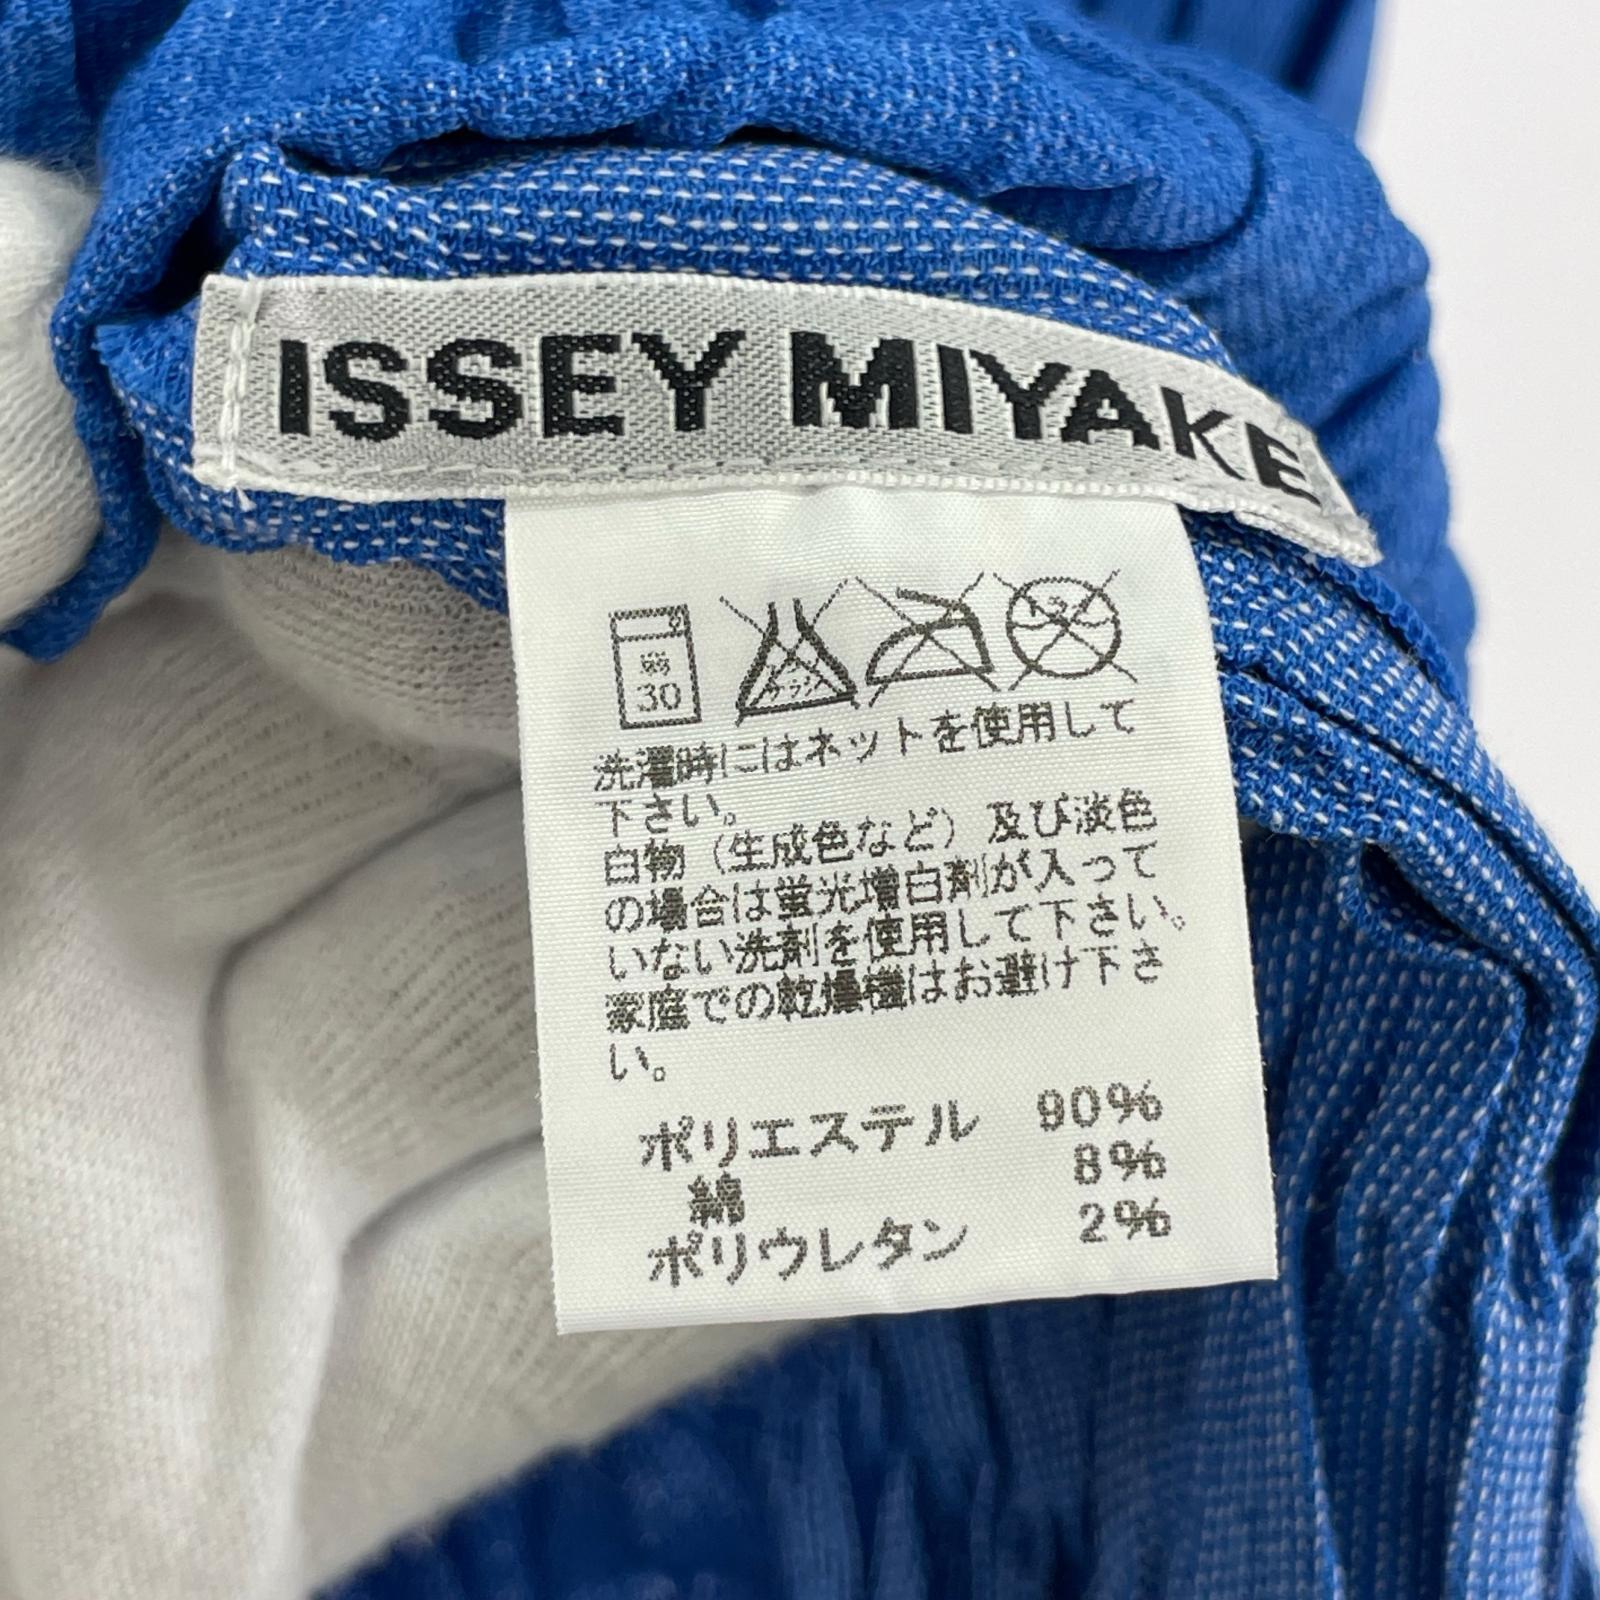 ISSEY MIYAKE
弱
30
洗濯時にはネットを使用して
下さい。
白物（生成色など）及び淡色
の場合は蛍光増白剤が入って
いない洗剤を使用して下さい。
家庭での乾燥機はお避け下さ
い。
ポリエステル 90%
綿 8%
ポリウレタン 2%